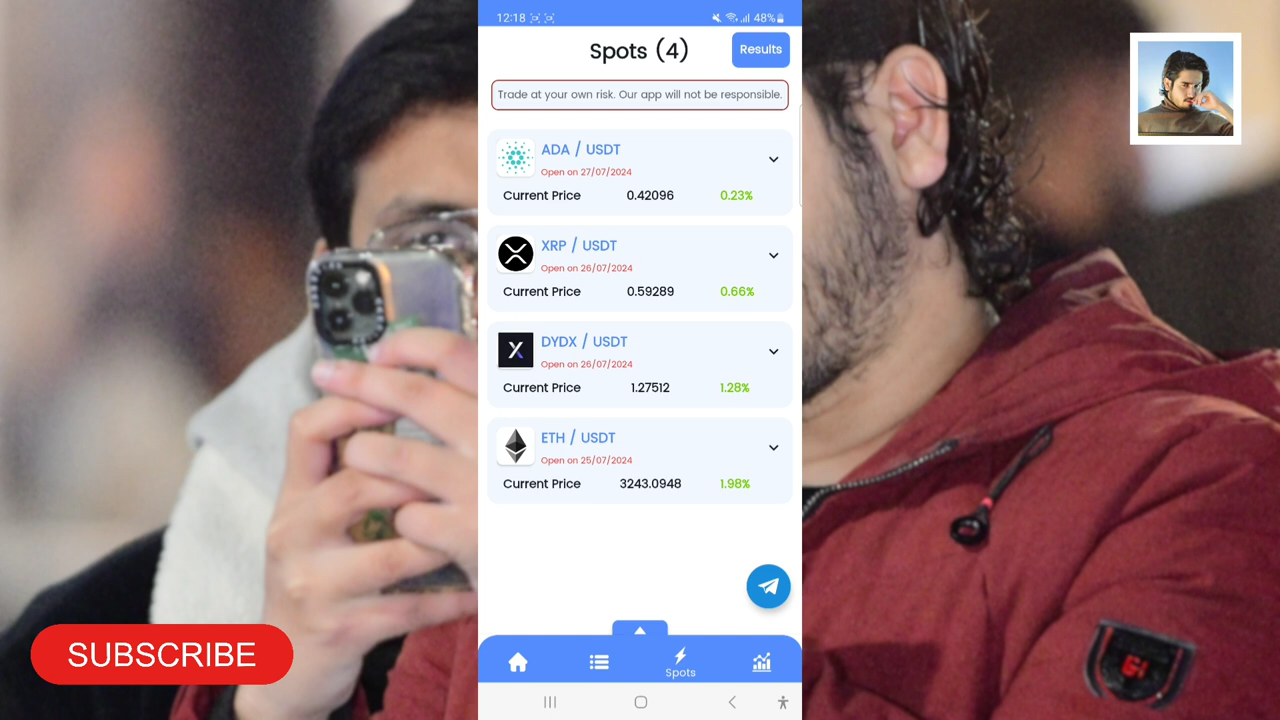 12:18
48%
Spots (4)
Results
Trade at your own risk. Our app will not be responsible.
ADA / USDT
Open on 27/07/2024
Current Price 0.42096 0.23%
XRP / USDT
Open on 26/07/2024
Current Price 0.59289 0.66%
DYDX / USDT
Open on 26/07/2024
Current Price 1.27512 1.28%
ETH / USDT
Open on 25/07/2024
Current Price 3243.0948 1.98%
Spots
SUBSCRIBE